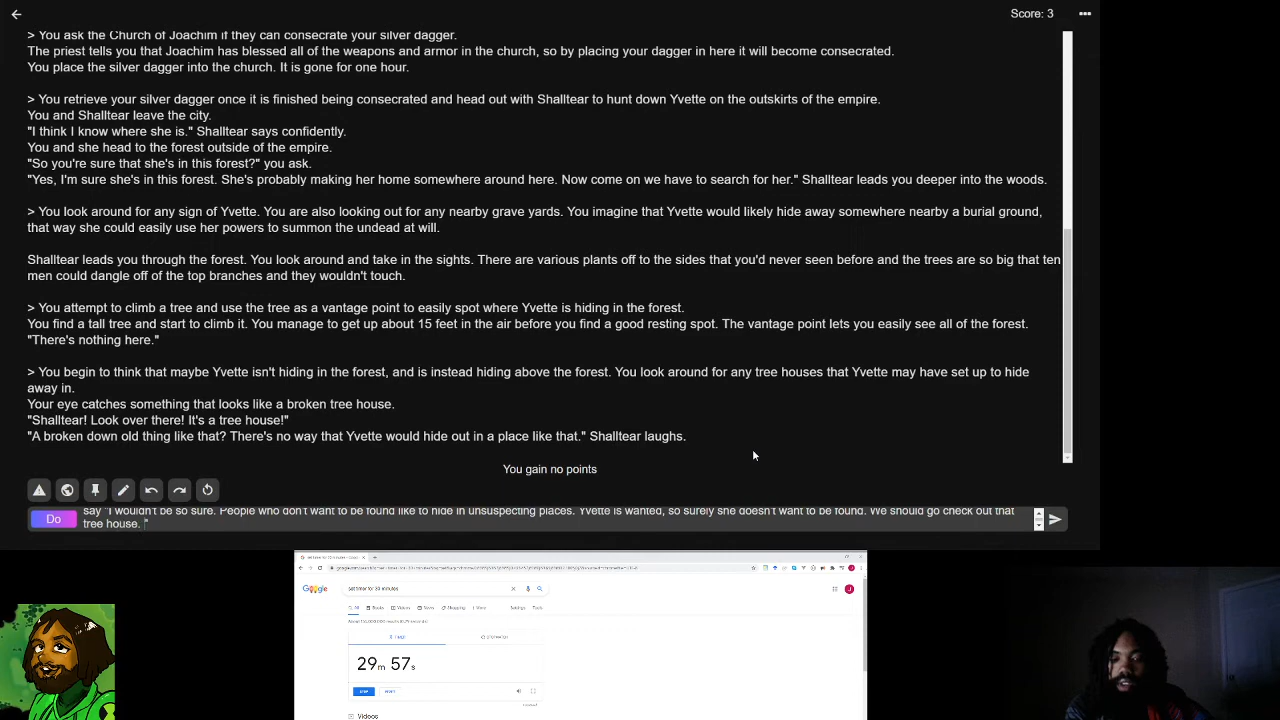 Score: 3
> You ask the Church of Joachim if they can consecrate your silver dagger.
The priest tells you that Joachim has blessed all of the weapons and armor in the church, so by placing your dagger in here it will become consecrated.
You place the silver dagger into the church. It is gone for one hour.
> You retrieve your silver dagger once it is finished being consecrated and head out with Shalltear to hunt down Yvette on the outskirts of the empire.
You and Shalltear leave the city.
"I think I know where she is." Shalltear says confidently.
You and she head to the forest outside of the empire.
"So you're sure that she's in this forest?" you ask.
"Yes, I'm sure she's in this forest. She's probably making her home somewhere around here. Now come on we have to search for her." Shalltear leads you deeper into the woods.
> You look around for any sign of Yvette. You are also looking out for any nearby grave yards. You imagine that Yvette would likely hide away somewhere nearby a burial ground,
that way she could easily use her powers to summon the undead at will.
Shalltear leads you through the forest. You look around and take in the sights. There are various plants off to the sides that you'd never seen before and the trees are so big that ten
men could dangle off of the top branches and they wouldn't touch.
> You attempt to climb a tree and use the tree as a vantage point to easily spot where Yvette is hiding in the forest.
You find a tall tree and start to climb it. You manage to get up about 15 feet in the air before you find a good resting spot. The vantage point lets you easily see all of the forest.
"There's nothing here."
> You begin to think that maybe Yvette isn't hiding in the forest, and is instead hiding above the forest. You look around for any tree houses that Yvette may have set up to hide
away in.
Your eye catches something that looks like a broken tree house.
"Shalltear! Look over there! It's a tree house!"
"A broken down old thing like that? There's no way that Yvette would hide out in a place like that." Shalltear laughs.
You gain no points
Do
say "I wouldn't be so sure. People who don't want to be found like to hide in unsuspecting places. Yvette is wanted, so surely she doesn't want to be found. We should go check out that
tree house. "
Google
set timer for 30 minutes
Settings
Tools
29m 57s
STOP
Videos